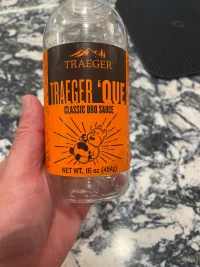 TRAEGER
TRAEGER 'QUE
CLASSIC BBQ SAUCE
NET WT. 16 oz (454g)